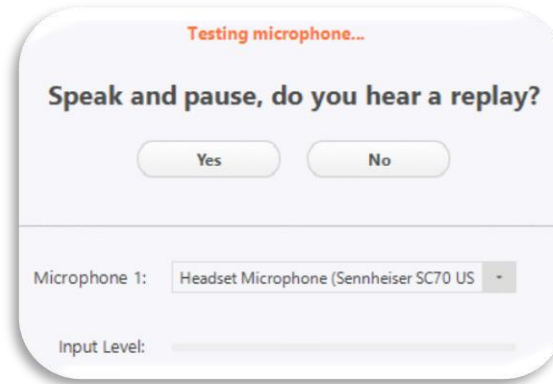 Testing microphone...
Speak and pause, do you hear a replay?
Yes No
Microphone 1: Headset Microphone (Sennheiser SC70 US
Input Level: